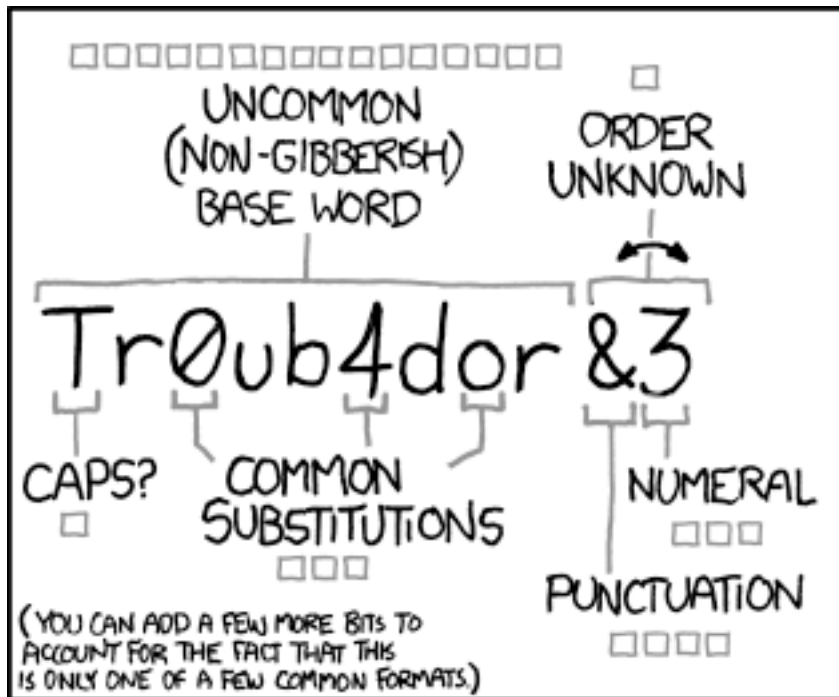 UNCOMMON
(NON-GIBBERISH)
BASE WORD
ORDER
UNKNOWN
Tr0ub4dor &3
CAPS?
COMMON
SUBSTITUTIONS
NUMERAL
PUNCTUATION
(YOU CAN ADD A FEW MORE BITS TO
ACCOUNT FOR THE FACT THAT THIS
IS ONLY ONE OF A FEW COMMON FORMATS.)